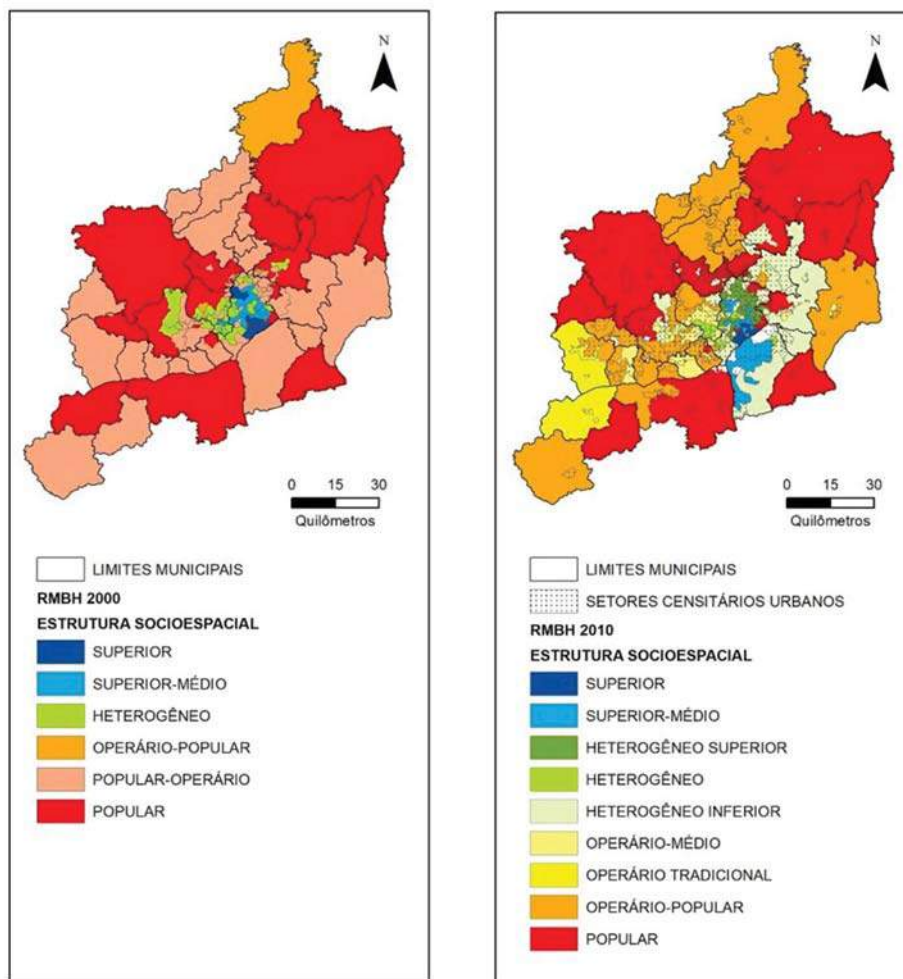 N
0 15 30
Quilômetros
LIMITES MUNICIPAIS
RMBH 2000
ESTRUTURA SOCIOESPACIAL
SUPERIOR
SUPERIOR-MÉDIO
HETEROGÊNEO
OPERÁRIO-POPULAR
POPULAR-OPERÁRIO
POPULAR
N
0 15 30
Quilômetros
LIMITES MUNICIPAIS
SETORES CENSITÁRIOS URBANOS
RMBH 2010
ESTRUTURA SOCIOESPACIAL
SUPERIOR
SUPERIOR-MÉDIO
HETEROGÊNEO SUPERIOR
HETEROGÊNEO
HETEROGÊNEO INFERIOR
OPERÁRIO-MÉDIO
OPERÁRIO TRADICIONAL
OPERÁRIO-POPULAR
POPULAR